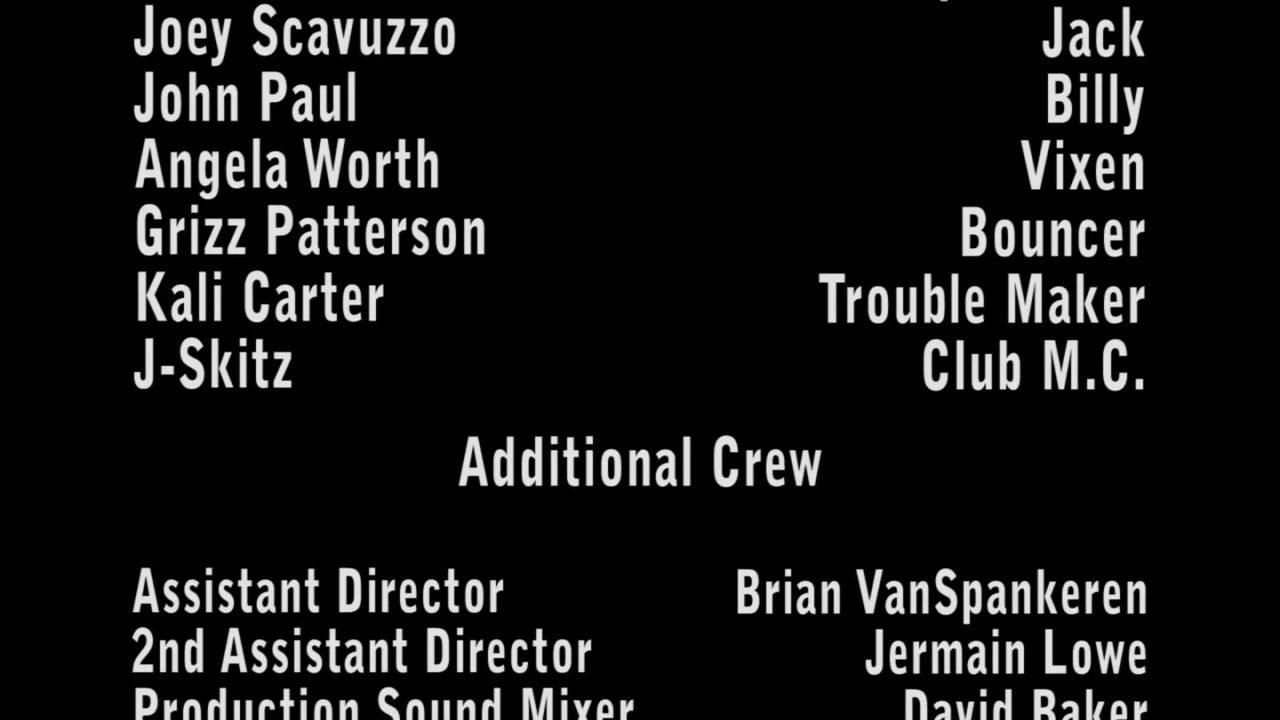 Joey Scavuzzo Jack
John Paul Billy
Angela Worth Vixen
Grizz Patterson Bouncer
Kali Carter Trouble Maker
J-Skitz Club M.C.
Additional Crew
Assistant Director Brian VanSpankeren
2nd Assistant Director Jermain Lowe
Production Sound Mixer David Baker